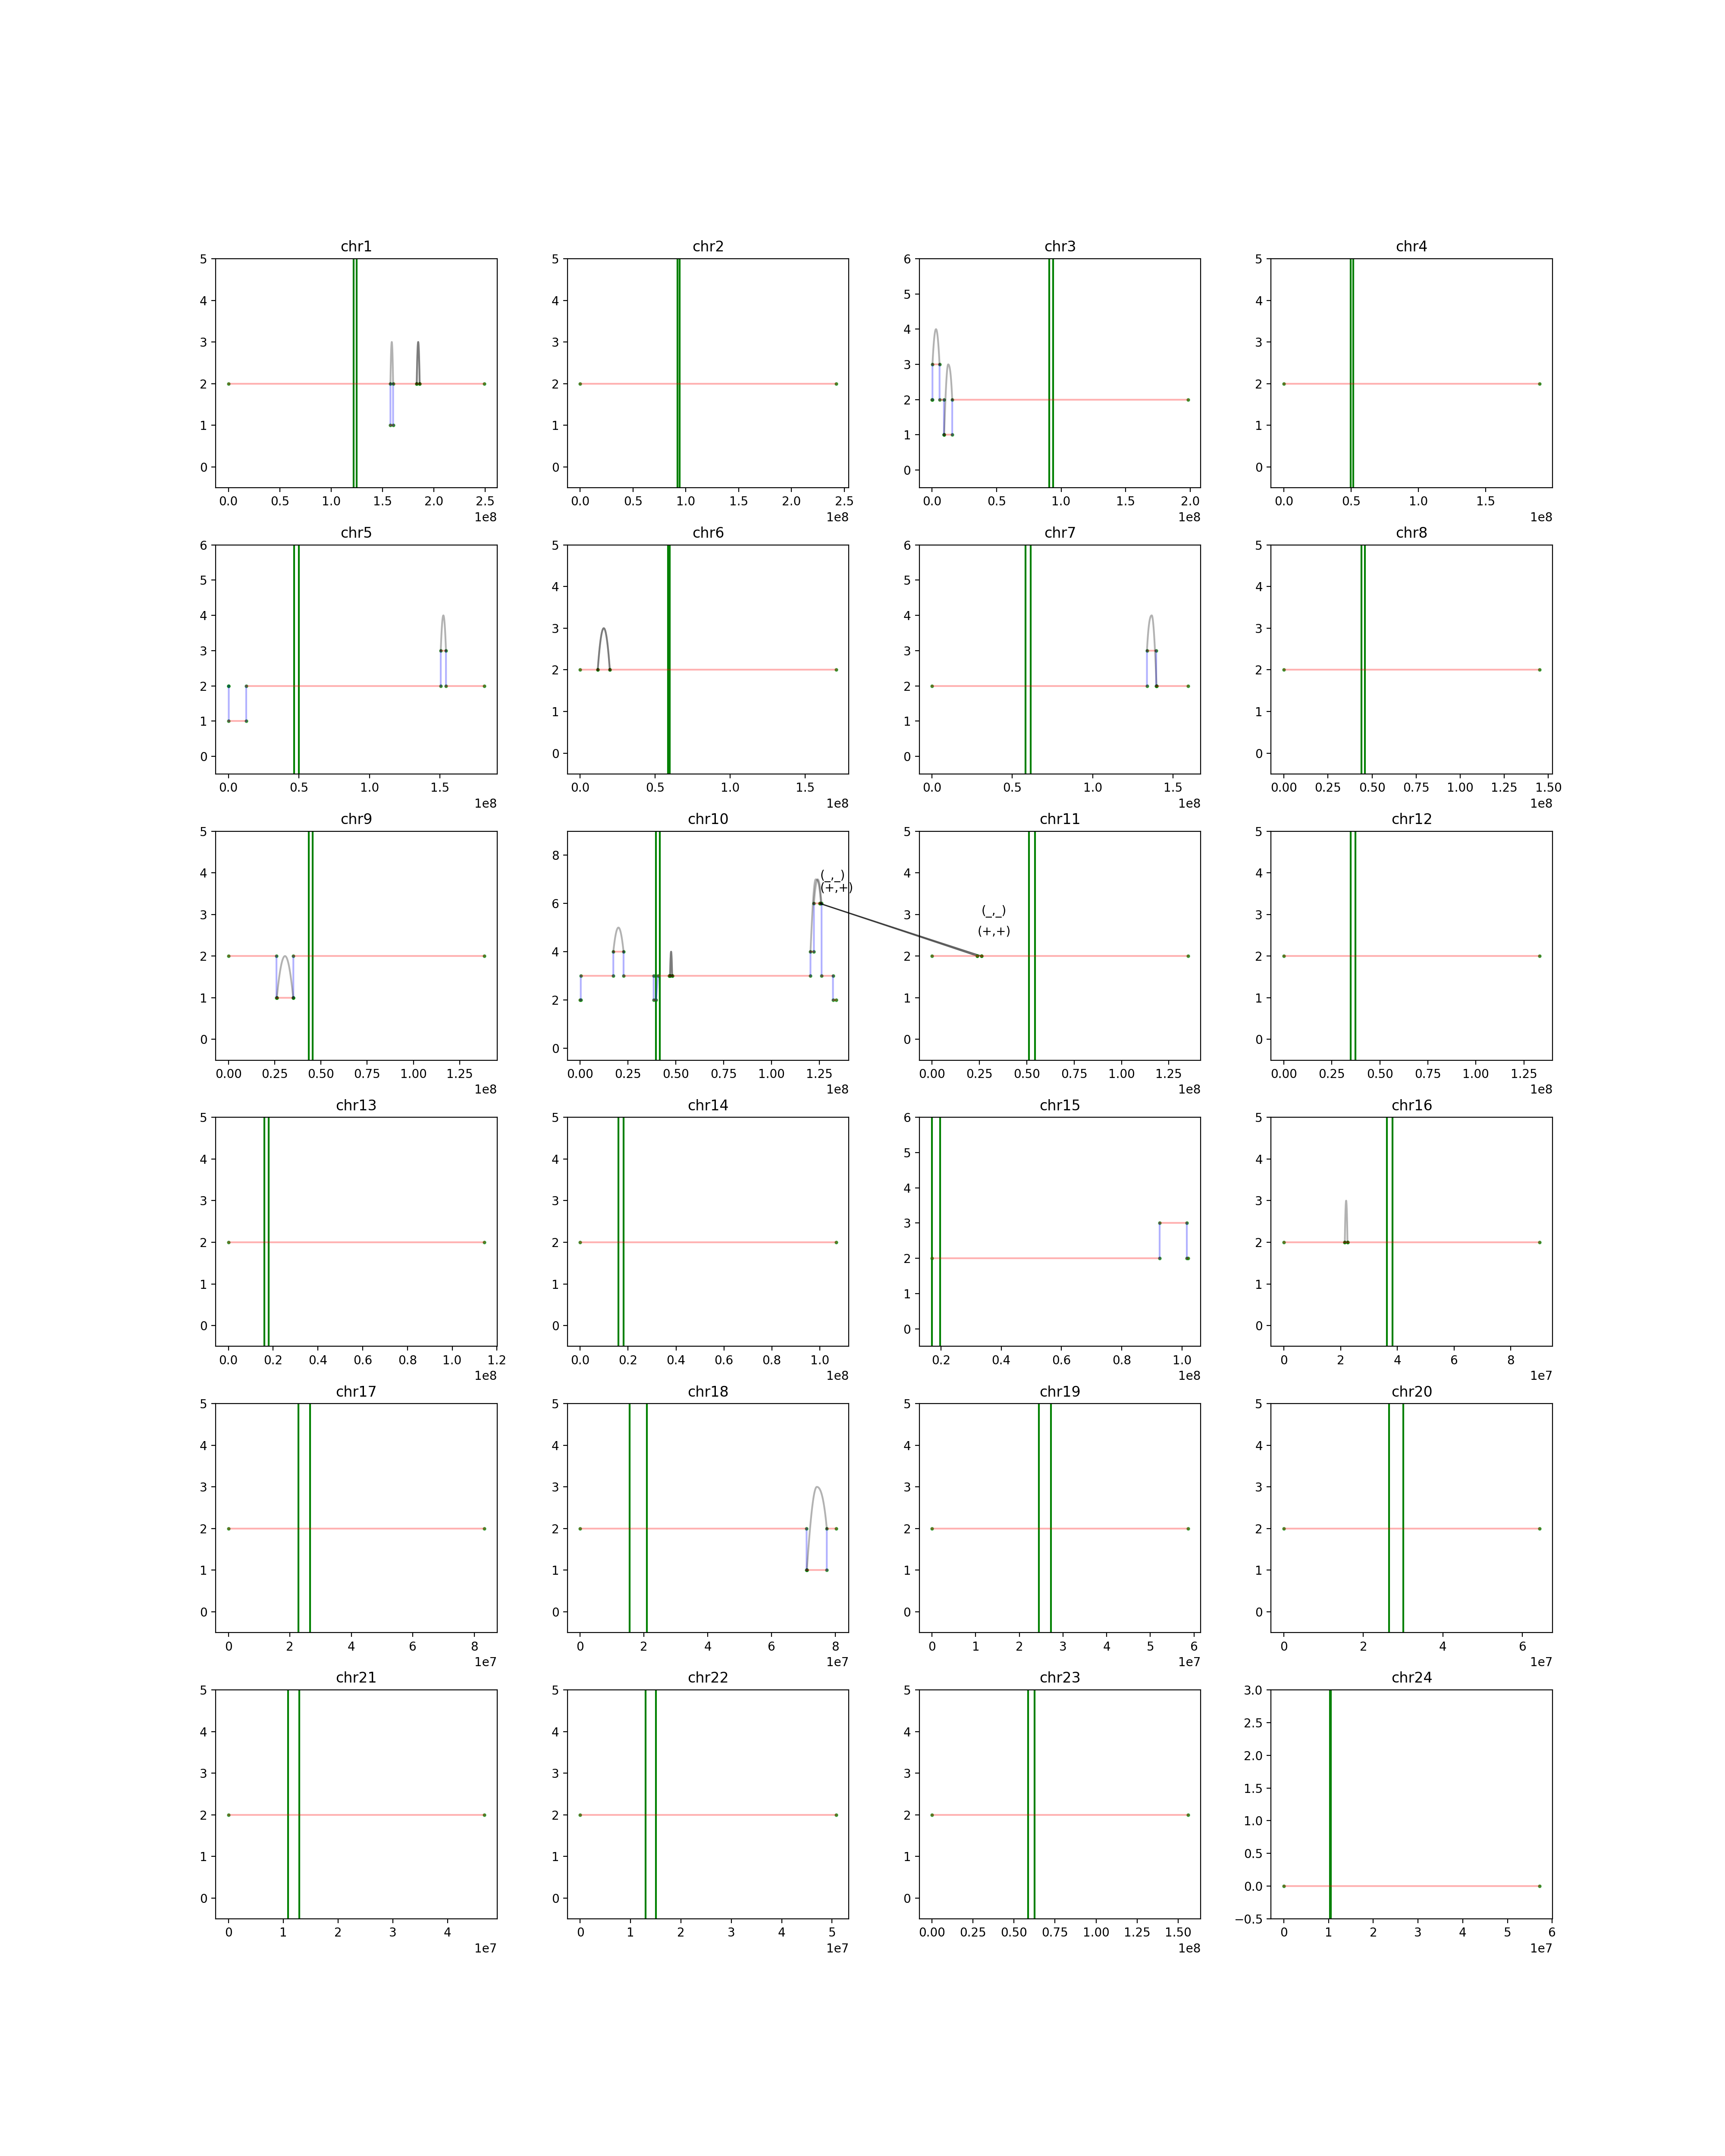 chr1 chr2 chr3 chr4
5 5 6 5
4 4 5 4
3 3 4 3
2 2 3 2
1 1 2 1
0 0 1 0
0
0.0 0.5 1.0 1.5 2.0 2.5 0.0 0.5 1.0 1.5 2.0 2.5 0.0 0.5 1.0 1.5 2.0 0.0 0.5 1.0 1.5
1e8 1e8 1e8 1e8
chr5 chr6 chr7 chr8
6 5 6 5
5 4 5 4
4 3 4 3
3 2 3 2
2 1 2 1
1 0 1 0
0 0
0.0 0.5 1.0 1.5 0.0 0.5 1.0 1.5 0.0 0.5 1.0 1.5 0.00 0.25 0.50 0.75 1.00 1.25 1.50
1e8 1e8 1e8 1e8
chr9 chr10 chr11 chr12
5 8 5 5
4 6 4 4
3 4 3 3
2 2 2 2
1 0 1 1
0 0 0
(_,_)
(+,+)
(_,_)
(+,+)
0.00 0.25 0.50 0.75 1.00 1.25 0.00 0.25 0.50 0.75 1.00 1.25 0.00 0.25 0.50 0.75 1.00 1.25 0.00 0.25 0.50 0.75 1.00 1.25
1e8 1e8 1e8 1e8
chr13 chr14 chr15 chr16
5 5 6 5
4 4 5 4
3 3 4 3
2 2 3 2
1 1 2 1
0 0 1 0
0
0.0 0.2 0.4 0.6 0.8 1.0 1.2 0.0 0.2 0.4 0.6 0.8 1.0 0.2 0.4 0.6 0.8 1.0 0 2 4 6 8
1e8 1e8 1e8 1e7
chr17 chr18 chr19 chr20
5 5 5 5
4 4 4 4
3 3 3 3
2 2 2 2
1 1 1 1
0 0 0 0
0 2 4 6 8 0 2 4 6 8 0 1 2 3 4 5 6 0 2 4 6
1e7 1e7 1e7 1e7
chr21 chr22 chr23 chr24
5 5 5 3.0
4 4 4 2.5
3 3 3 2.0
2 2 2 1.5
1 1 1 1.0
0 0 0 0.5
0.0
−0.5
0 1 2 3 4 0 1 2 3 4 5 0.00 0.25 0.50 0.75 1.00 1.25 1.50 0 1 2 3 4 5 6
1e7 1e7 1e8 1e7